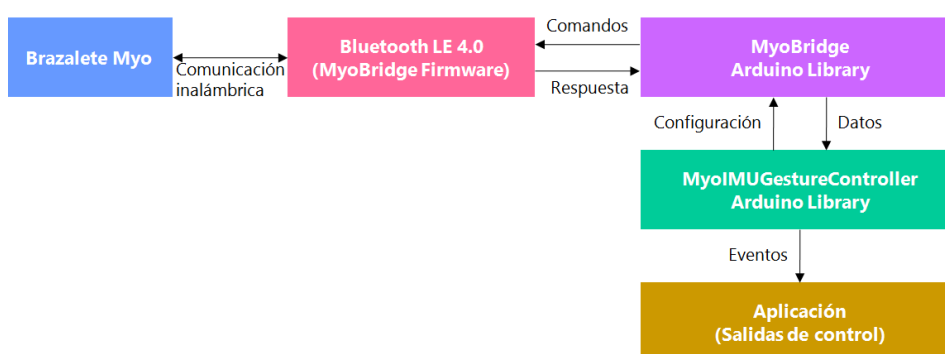 Brazalete Myo
Comunicación
inalámbrica
Bluetooth LE 4.0
(MyoBridge Firmware)
Comandos
Respuesta
MyoBridge
Arduino Library
Configuración
Datos
MyoIMUGestureController
Arduino Library
Eventos
Aplicación
(Salidas de control)